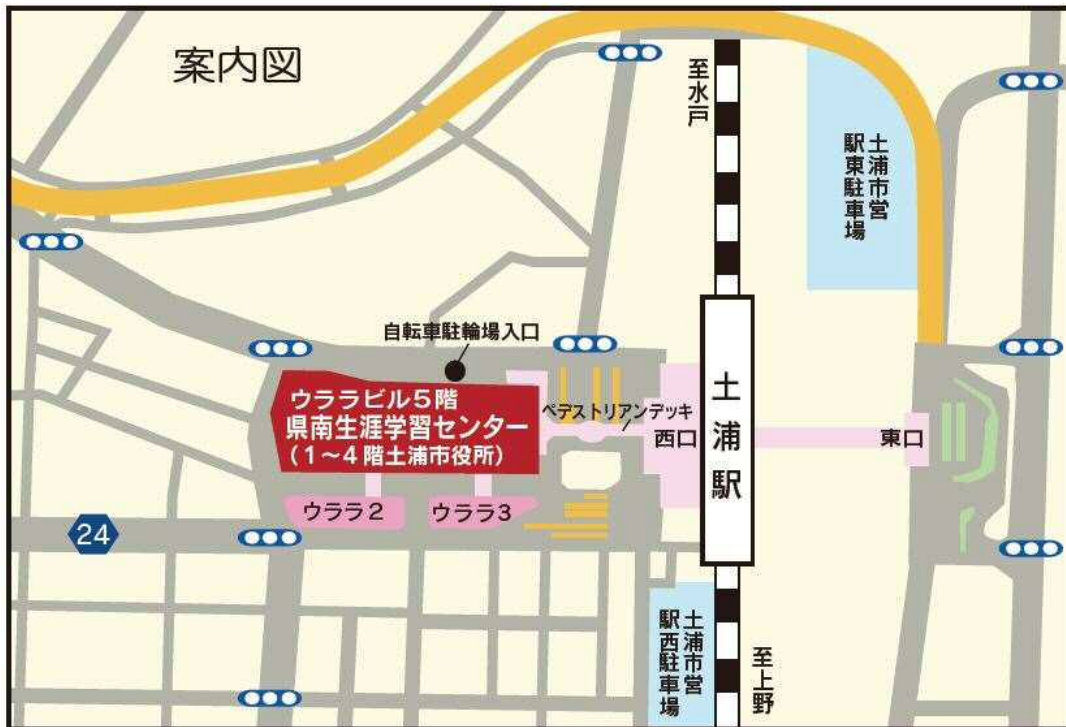 案内図
至水戸
土浦市営
駅東駐車場
自転車駐輪場入口
ウララビル5階
県南生涯学習センター
(1～4階土浦市役所)
ペデストリアンデッキ
西口
土浦駅
東口
ウララ2
ウララ3
24
土浦市営
駅西駐車場
至上野